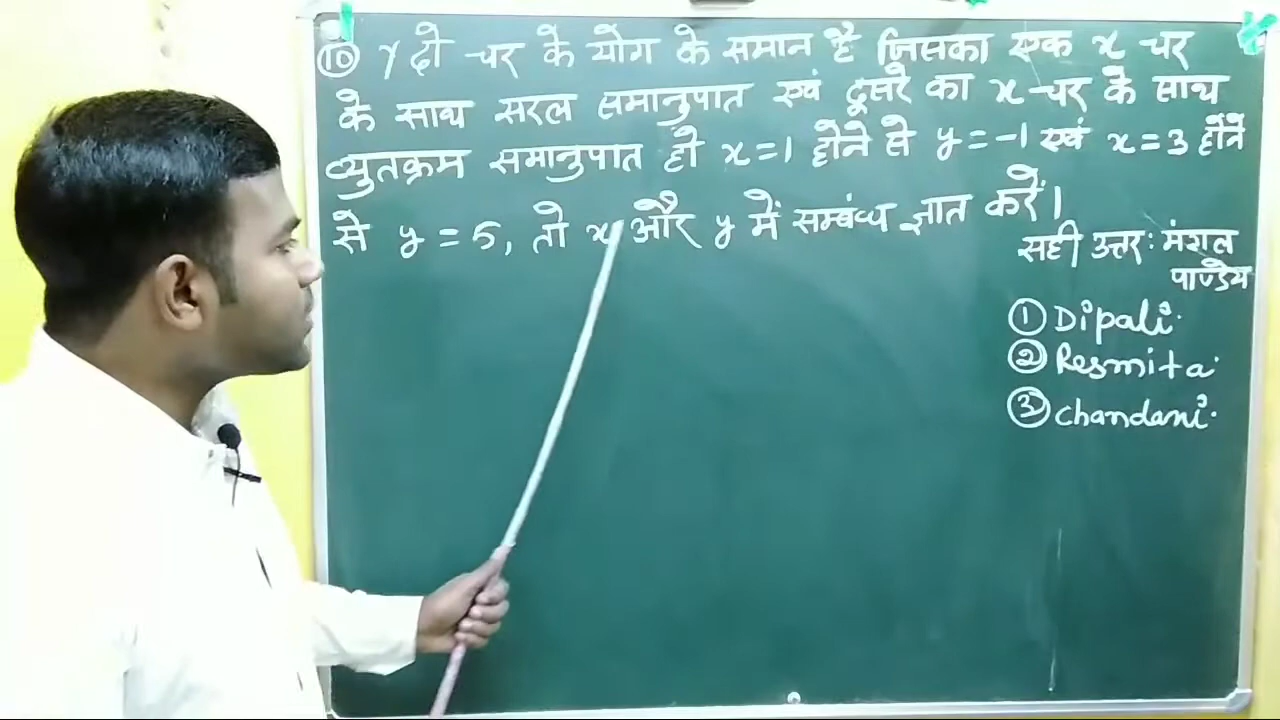 ⑩ y दो चर के योग के समान है जिसका एक x चर
के साथ सरल समानुपात एवं दूसरे का x-चर के साथ
व्युतक्रम समानुपात हो x=1 होने से y=-1 एवं x=3 होने
से y=5, तो x और y में सम्बंध ज्ञात करें।
सही उत्तर: मंगल
पाण्डेय
① Dipali.
② Resmita.
③ chandani.